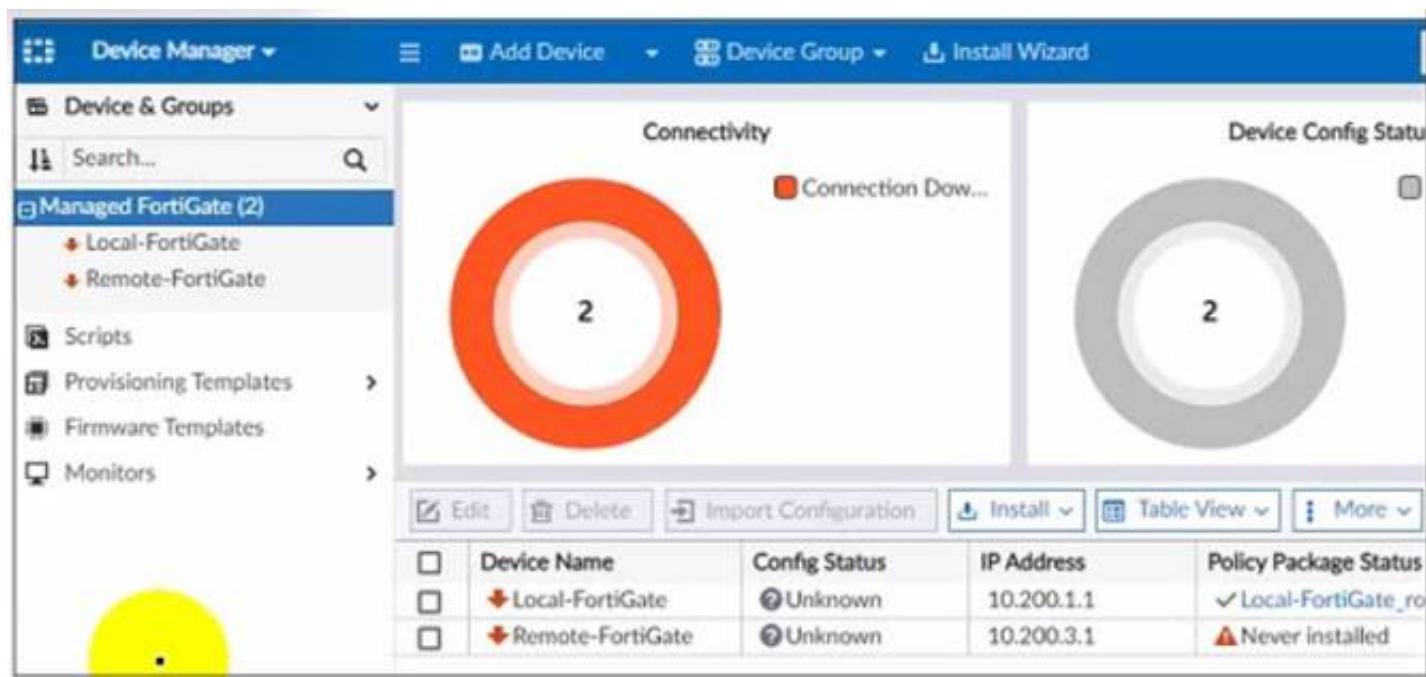 Device Manager
Add Device
Device Group
Install Wizard
Device & Groups
Search...
Managed FortiGate (2)
Local-FortiGate
Remote-FortiGate
Scripts
Provisioning Templates
Firmware Templates
Monitors
Connectivity
Connection Dow...
2
Device Config Statu
2
Edit Delete Import Configuration Install Table View More
Device Name Config Status IP Address Policy Package Status
Local-FortiGate Unknown 10.200.1.1 Local-FortiGate_ro
Remote-FortiGate Unknown 10.200.3.1 Never installed